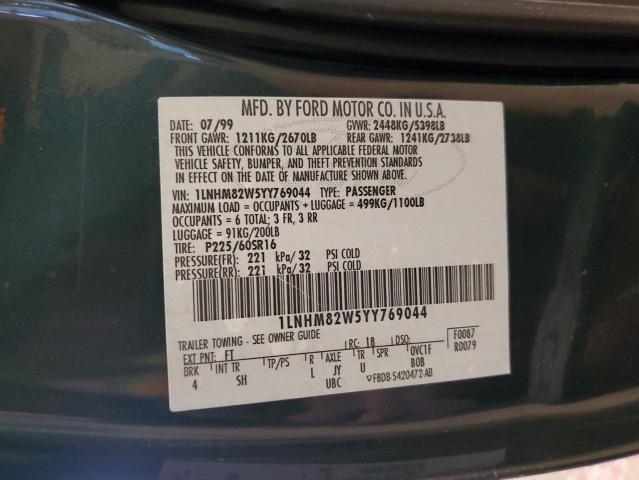 MFD. BY FORD MOTOR CO. IN U.S.A.
DATE: 07/99 GVWR: 2448KG/5398LB
FRONT GAWR: 1211KG/2670LB REAR GAWR: 1241KG/2738LB
THIS VEHICLE CONFORMS TO ALL APPLICABLE FEDERAL MOTOR
VEHICLE SAFETY, BUMPER, AND THEFT PREVENTION STANDARDS
IN EFFECT ON THE DATE OF MANUFACTURE SHOWN ABOVE.
VIN: 1LNHM82W5YY769044 TYPE: PASSENGER
MAXIMUM LOAD = OCCUPANTS + LUGGAGE = 499KG/1100LB
OCCUPANTS = 6 TOTAL; 3 FR, 3 RR
LUGGAGE = 91KG/200LB
TIRE: P225/60SR16
PRESSURE(FR): 221 kPa/32 PSI COLD
PRESSURE(RR): 221 kPa/32 PSI COLD
1LNHM82W5YY769044
TRAILER TOWING - SEE OWNER GUIDE
EXT PNT: FT RC: 18 DSO: F0087
BRK INT TR TP/PS R AXLE TR SPR OVC1F R0079
4 SH L JY U BOB
UBC ▽F8DB-5420472-AB